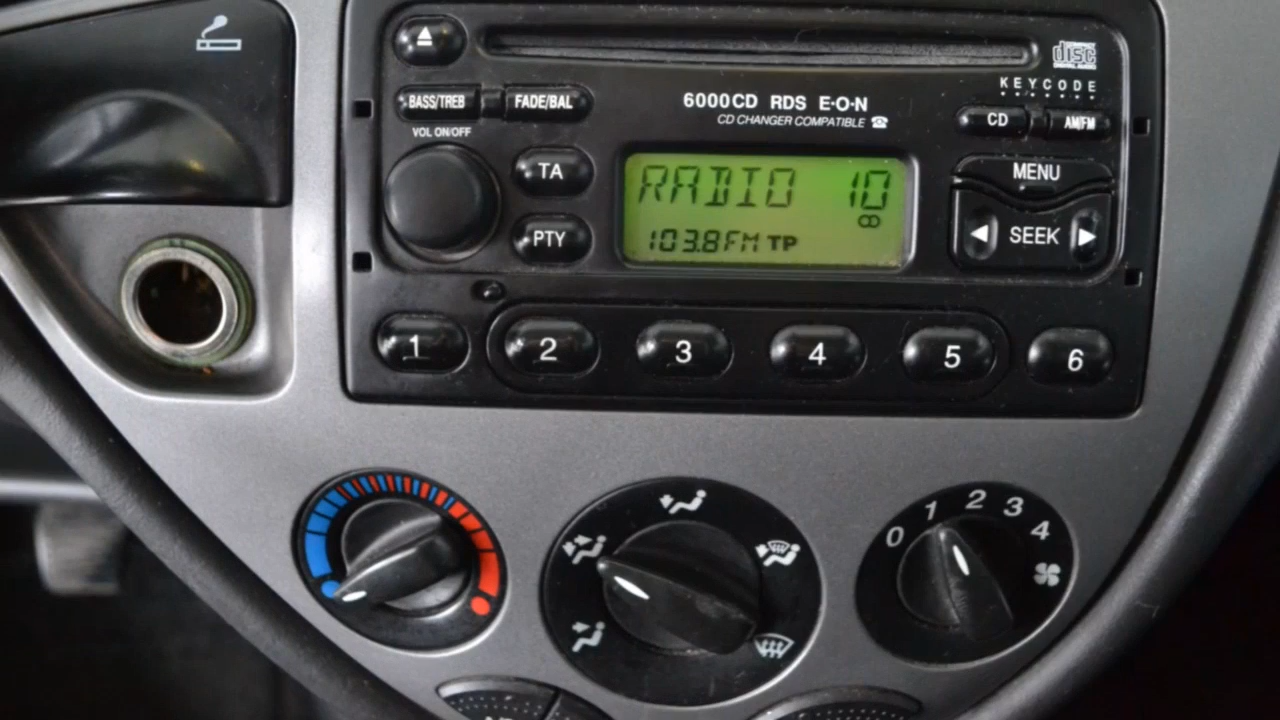 disc
KEYCODE
BASS/TREB FADE/BAL
6000CD RDS E·O·N
CD AM/FM
CD CHANGER COMPATIBLE
VOL ON/OFF
TA
RADIO 10
MENU
PTY
103.8FM TP
SEEK
1 2 3 4 5 6
0 1 2 3 4